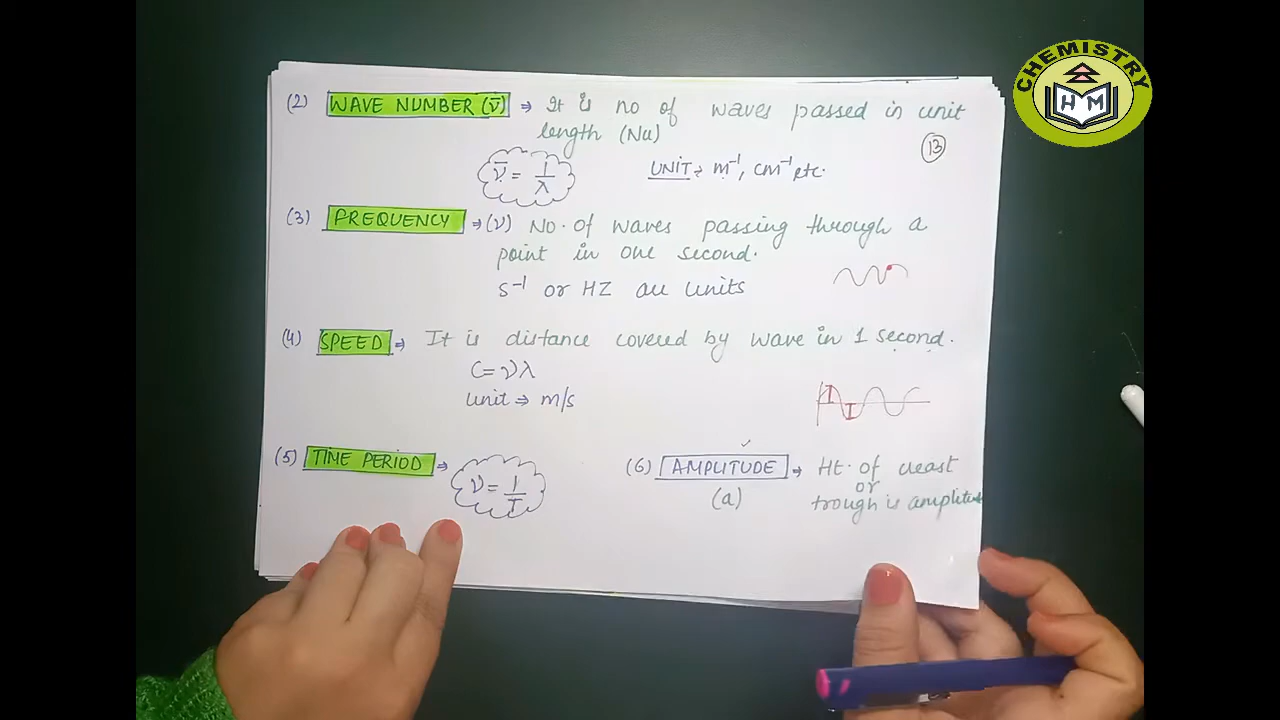 CHEMISTRY
HM
(2) WAVE NUMBER (ν̅) ⇒ It is no of waves passed in unit
length (Nu)
13
ν̅ = 1/λ
UNIT → m⁻¹, cm⁻¹ etc.
(3) FREQUENCY ⇒ (ν) No. of waves passing through a
point in one second.
S⁻¹ or HZ are units
(4) SPEED ⇒ It is distance covered by wave in 1 second.
C = νλ
Unit ⇒ m/s
(5) TIME PERIOD ⇒ ν = 1/T
(6) AMPLITUDE → Ht. of creast
or
(a) trough is amplitude